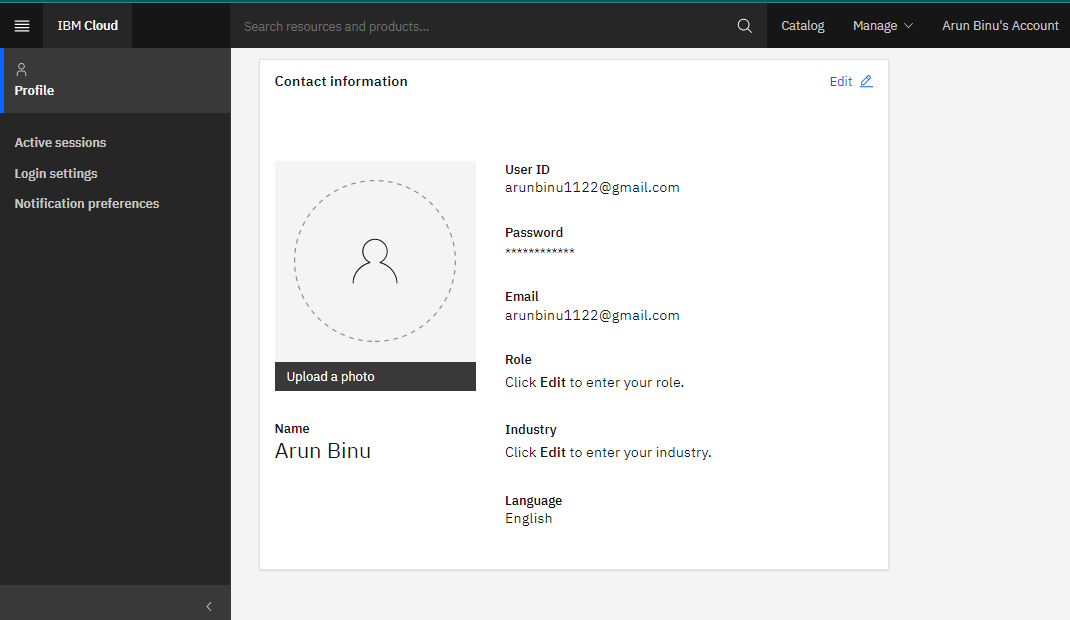 IBM Cloud
Search resources and products...
Catalog
Manage
Arun Binu's Account
Profile
Active sessions
Login settings
Notification preferences
Contact information
Edit
Upload a photo
Name
Arun Binu
User ID
arunbinu1122@gmail.com
Password
************
Email
arunbinu1122@gmail.com
Role
Click Edit to enter your role.
Industry
Click Edit to enter your industry.
Language
English